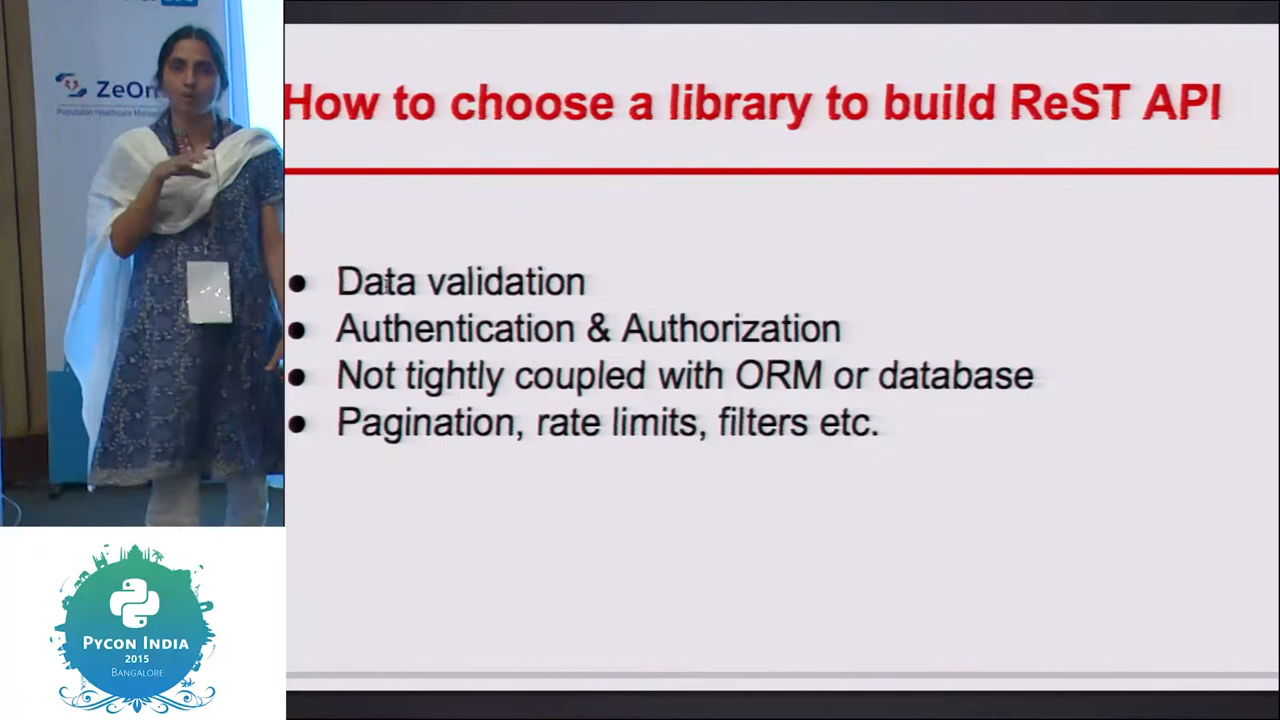 ZeOn
How to choose a library to build ReST API
● Data validation
● Authentication & Authorization
● Not tightly coupled with ORM or database
● Pagination, rate limits, filters etc.
PYCON INDIA
2015
BANGALORE